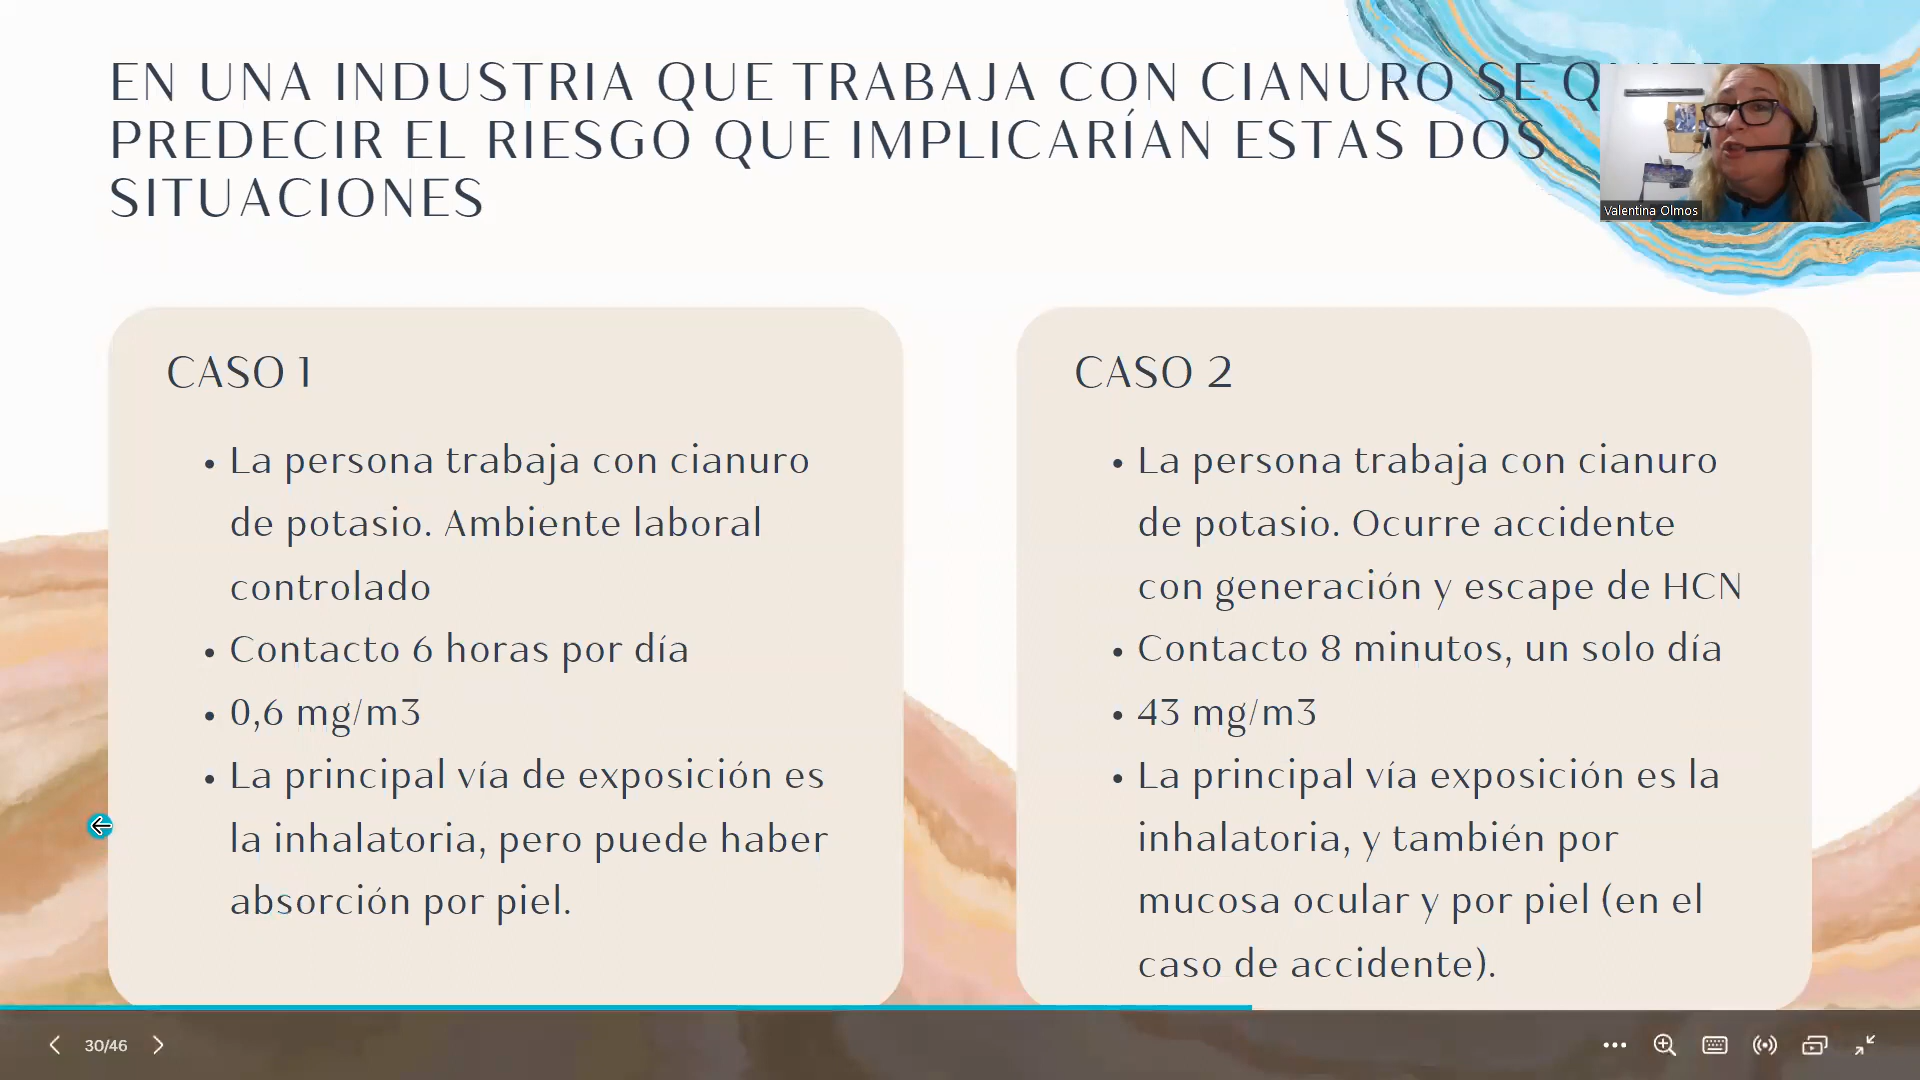 EN UNA INDUSTRIA QUE TRABAJA CON CIANURO SE
PREDECIR EL RIESGO QUE IMPLICARÍAN ESTAS DOS
SITUACIONES
Valentina Olmos
CASO 1
• La persona trabaja con cianuro
de potasio. Ambiente laboral
controlado
• Contacto 6 horas por día
• 0,6 mg/m3
• La principal vía de exposición es
la inhalatoria, pero puede haber
absorción por piel.
CASO 2
• La persona trabaja con cianuro
de potasio. Ocurre accidente
con generación y escape de HCN
• Contacto 8 minutos, un solo día
• 43 mg/m3
• La principal vía exposición es la
inhalatoria, y también por
mucosa ocular y por piel (en el
caso de accidente).
30/46